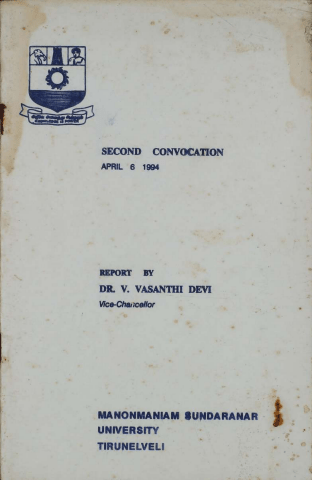 SECOND CONVOCATION
APRIL 6 1994
REPORT BY
DR. V. VASANTHI DEVI
Vice-Chancellor
MANONMANIAM SUNDARANAR
UNIVERSITY
TIRUNELVELI